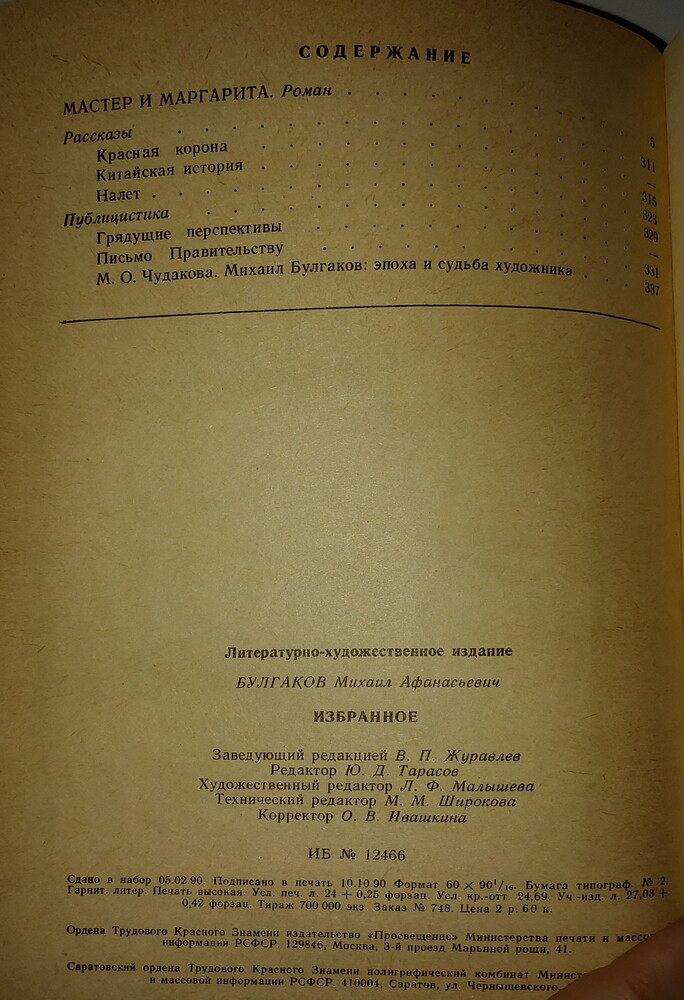 СОДЕРЖАНИЕ
МАСТЕР И МАРГАРИТА. Роман . . . . . . . . . 5
Рассказы . . . . . . . . . . . . 311
Красная корона . . . . . . . . . . —
Китайская история . . . . . . . . . 315
Налет . . . . . . . . . . . . 323
Публицистика . . . . . . . . . . . 329
Грядущие перспективы . . . . . . . . —
Письмо Правительству . . . . . . . . 331
М. О. Чудакова. Михаил Булгаков: эпоха и судьба художника . . . 337
Литературно-художественное издание
БУЛГАКОВ Михаил Афанасьевич
ИЗБРАННОЕ
Заведующий редакцией В. П. Журавлев
Редактор Ю. Д. Тарасов
Художественный редактор Л. Ф. Малышева
Технический редактор М. М. Широкова
Корректор О. В. Ивашкина
ИБ № 12466
Сдано в набор 05.02.90. Подписано в печать 10.10.90 Формат 60 × 90¹/₁₆. Бумага типограф. № 2.
Гарнит. литер. Печать высокая. Усл. печ. л. 24 + 0,25 форзац. Усл. кр.-отт. 24,69. Уч.-изд. л. 27,03 +
0,42 форзац. Тираж 700 000 экз. Заказ № 748. Цена 2 р. 60 к.
Ордена Трудового Красного Знамени издательство «Просвещение» Министерства печати и массо
информации РСФСР. 129846, Москва, 3-й проезд Марьиной рощи, 41.
Саратовский ордена Трудового Красного Знамени полигрифический комбинат Минист
и массовой информации РСФСР. 410004, Саратов, ул. Чернышевского,